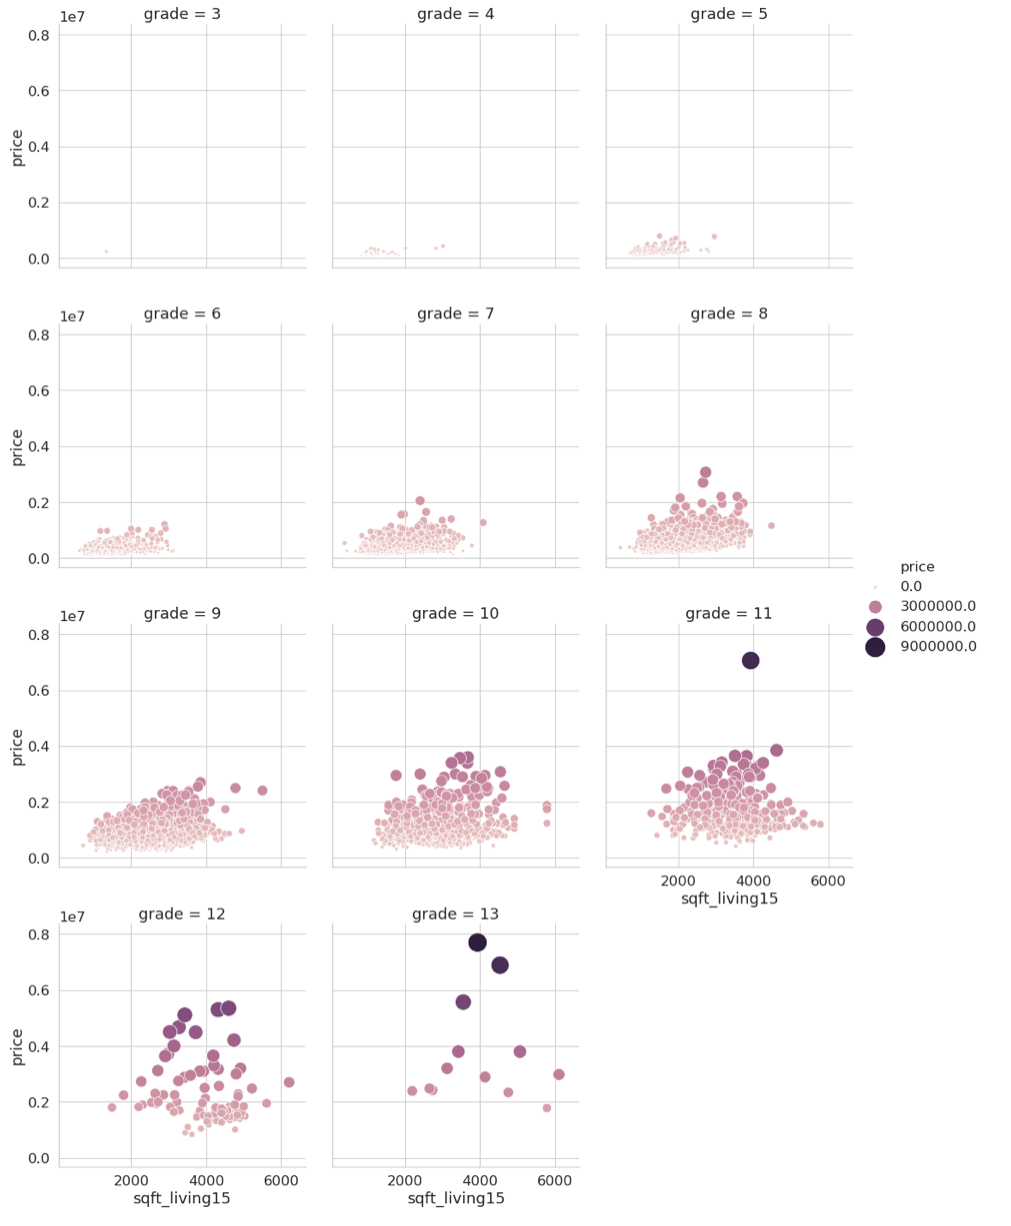 1e7 grade = 3 grade = 4 grade = 5
0.8
0.6
0.4
0.2
0.0
price
1e7 grade = 6 grade = 7 grade = 8
0.8
0.6
0.4
0.2
0.0
price
price
0.0
3000000.0
6000000.0
9000000.0
1e7 grade = 9 grade = 10 grade = 11
0.8
0.6
0.4
0.2
0.0
price
2000 4000 6000
sqft_living15
1e7 grade = 12 grade = 13
0.8
0.6
0.4
0.2
0.0
price
2000 4000 6000 2000 4000 6000
sqft_living15 sqft_living15